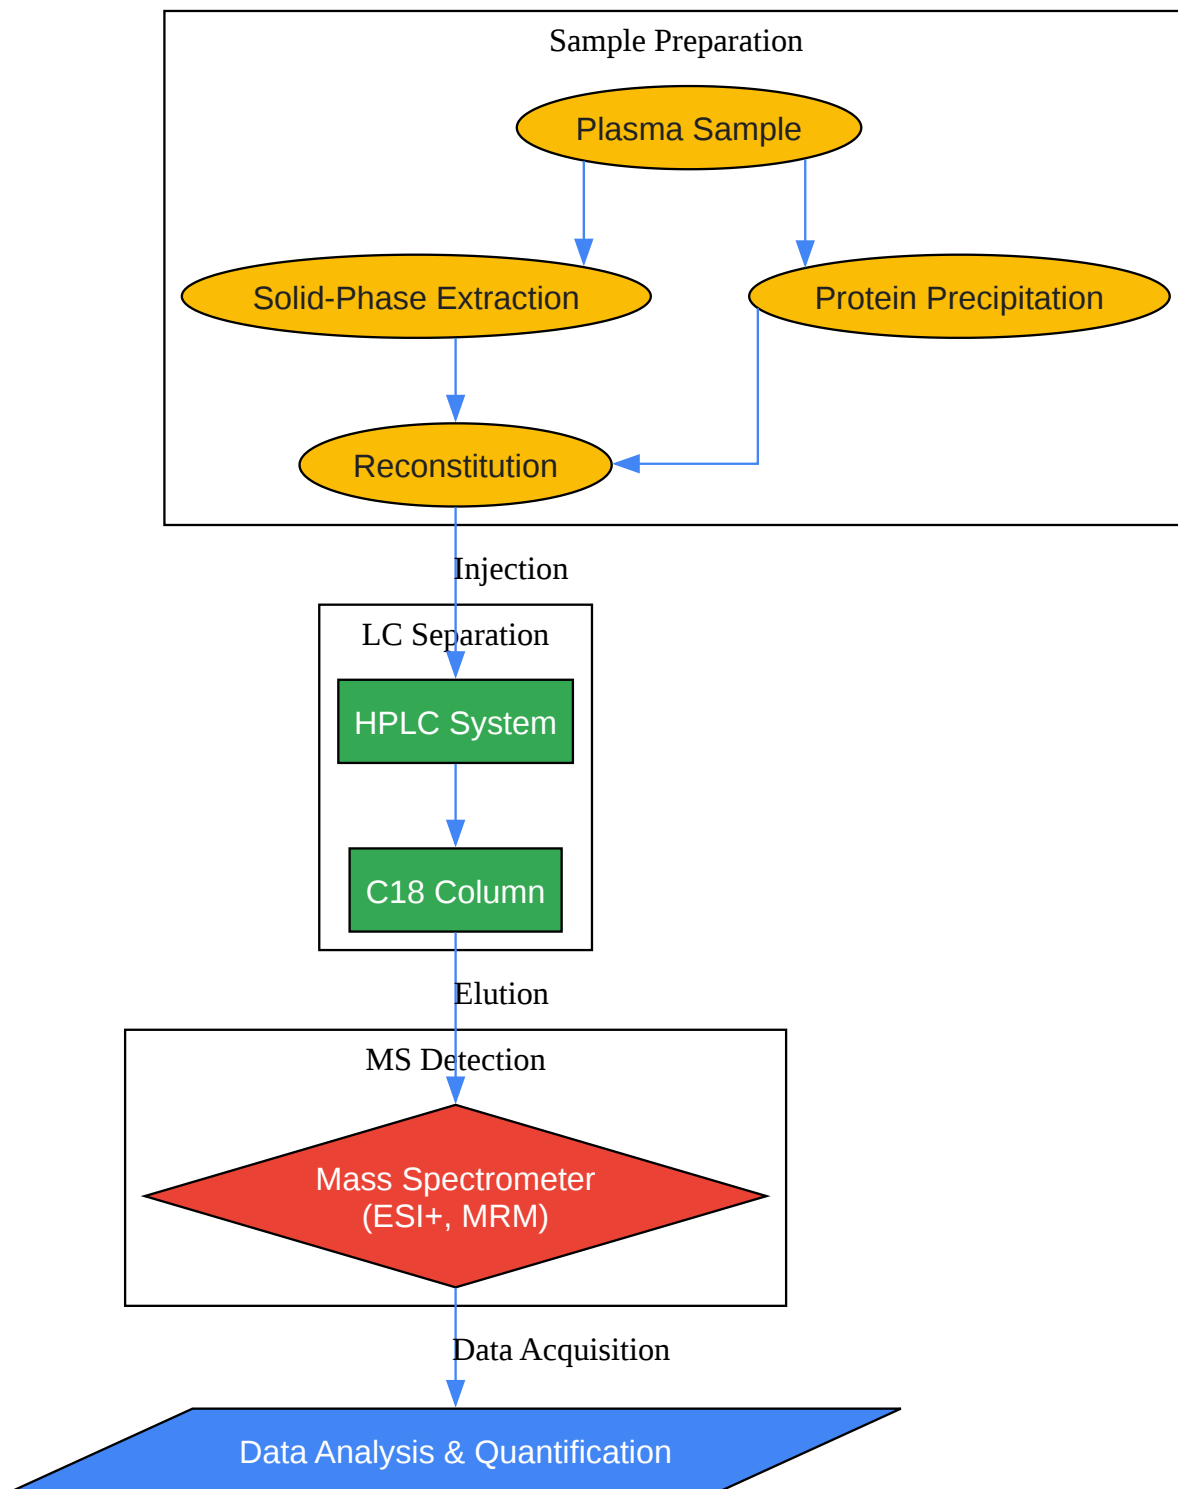 Sample Preparation
Plasma Sample
Solid-Phase Extraction
Protein Precipitation
Reconstitution
Injection
LC Separation
HPLC System
C18 Column
Elution
MS Detection
Mass Spectrometer
(ESI+, MRM)
Data Acquisition
Data Analysis & Quantification